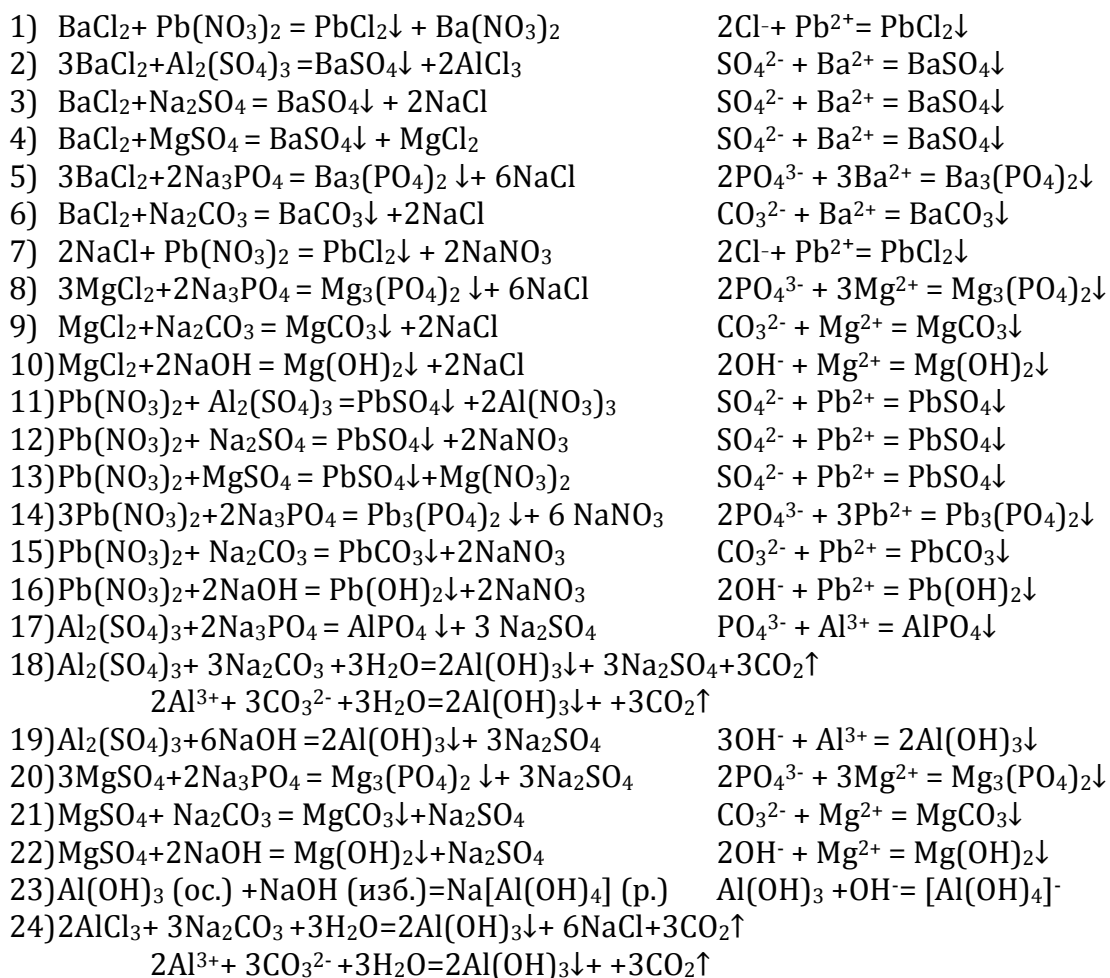 1) BaCl₂+ Pb(NO₃)₂ = PbCl₂↓ + Ba(NO₃)₂ 2Cl⁻+ Pb²⁺= PbCl₂↓
2) 3BaCl₂+Al₂(SO₄)₃ =BaSO₄↓ +2AlCl₃ SO₄²⁻ + Ba²⁺ = BaSO₄↓
3) BaCl₂+Na₂SO₄ = BaSO₄↓ + 2NaCl SO₄²⁻ + Ba²⁺ = BaSO₄↓
4) BaCl₂+MgSO₄ = BaSO₄↓ + MgCl₂ SO₄²⁻ + Ba²⁺ = BaSO₄↓
5) 3BaCl₂+2Na₃PO₄ = Ba₃(PO₄)₂ ↓+ 6NaCl 2PO₄³⁻ + 3Ba²⁺ = Ba₃(PO₄)₂↓
6) BaCl₂+Na₂CO₃ = BaCO₃↓ +2NaCl CO₃²⁻ + Ba²⁺ = BaCO₃↓
7) 2NaCl+ Pb(NO₃)₂ = PbCl₂↓ + 2NaNO₃ 2Cl⁻+ Pb²⁺= PbCl₂↓
8) 3MgCl₂+2Na₃PO₄ = Mg₃(PO₄)₂ ↓+ 6NaCl 2PO₄³⁻ + 3Mg²⁺ = Mg₃(PO₄)₂↓
9) MgCl₂+Na₂CO₃ = MgCO₃↓ +2NaCl CO₃²⁻ + Mg²⁺ = MgCO₃↓
10)MgCl₂+2NaOH = Mg(OH)₂↓ +2NaCl 2OH⁻ + Mg²⁺ = Mg(OH)₂↓
11)Pb(NO₃)₂+ Al₂(SO₄)₃ =PbSO₄↓ +2Al(NO₃)₃ SO₄²⁻ + Pb²⁺ = PbSO₄↓
12)Pb(NO₃)₂+ Na₂SO₄ = PbSO₄↓ +2NaNO₃ SO₄²⁻ + Pb²⁺ = PbSO₄↓
13)Pb(NO₃)₂+MgSO₄ = PbSO₄↓+Mg(NO₃)₂ SO₄²⁻ + Pb²⁺ = PbSO₄↓
14)3Pb(NO₃)₂+2Na₃PO₄ = Pb₃(PO₄)₂ ↓+ 6 NaNO₃ 2PO₄³⁻ + 3Pb²⁺ = Pb₃(PO₄)₂↓
15)Pb(NO₃)₂+ Na₂CO₃ = PbCO₃↓+2NaNO₃ CO₃²⁻ + Pb²⁺ = PbCO₃↓
16)Pb(NO₃)₂+2NaOH = Pb(OH)₂↓+2NaNO₃ 2OH⁻ + Pb²⁺ = Pb(OH)₂↓
17)Al₂(SO₄)₃+2Na₃PO₄ = AlPO₄ ↓+ 3 Na₂SO₄ PO₄³⁻ + Al³⁺ = AlPO₄↓
18)Al₂(SO₄)₃+ 3Na₂CO₃ +3H₂O=2Al(OH)₃↓+ 3Na₂SO₄+3CO₂↑
2Al³⁺+ 3CO₃²⁻ +3H₂O=2Al(OH)₃↓+ +3CO₂↑
19)Al₂(SO₄)₃+6NaOH =2Al(OH)₃↓+ 3Na₂SO₄ 3OH⁻ + Al³⁺ = 2Al(OH)₃↓
20)3MgSO₄+2Na₃PO₄ = Mg₃(PO₄)₂ ↓+ 3Na₂SO₄ 2PO₄³⁻ + 3Mg²⁺ = Mg₃(PO₄)₂↓
21)MgSO₄+ Na₂CO₃ = MgCO₃↓+Na₂SO₄ CO₃²⁻ + Mg²⁺ = MgCO₃↓
22)MgSO₄+2NaOH = Mg(OH)₂↓+Na₂SO₄ 2OH⁻ + Mg²⁺ = Mg(OH)₂↓
23)Al(OH)₃ (ос.) +NaOH (изб.)=Na[Al(OH)₄] (р.) Al(OH)₃ +OH⁻= [Al(OH)₄]⁻
24)2AlCl₃+ 3Na₂CO₃ +3H₂O=2Al(OH)₃↓+ 6NaCl+3CO₂↑
2Al³⁺+ 3CO₃²⁻ +3H₂O=2Al(OH)₃↓+ +3CO₂↑